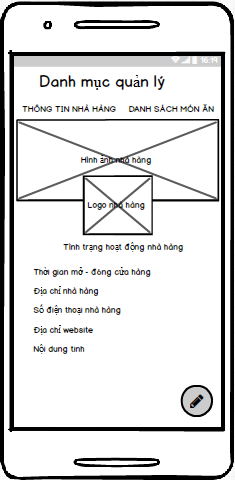 16:19
Danh mục quản lý
THÔNG TIN NHÀ HÀNG DANH SÁCH MÓN ĂN
Hình ảnh nhà hàng
Logo nhà hàng
Tình trạng hoạt động nhà hàng
Thời gian mở - đóng cửa hàng
Địa chỉ nhà hàng
Số điện thoại nhà hàng
Địa chỉ website
Nội dung tinh